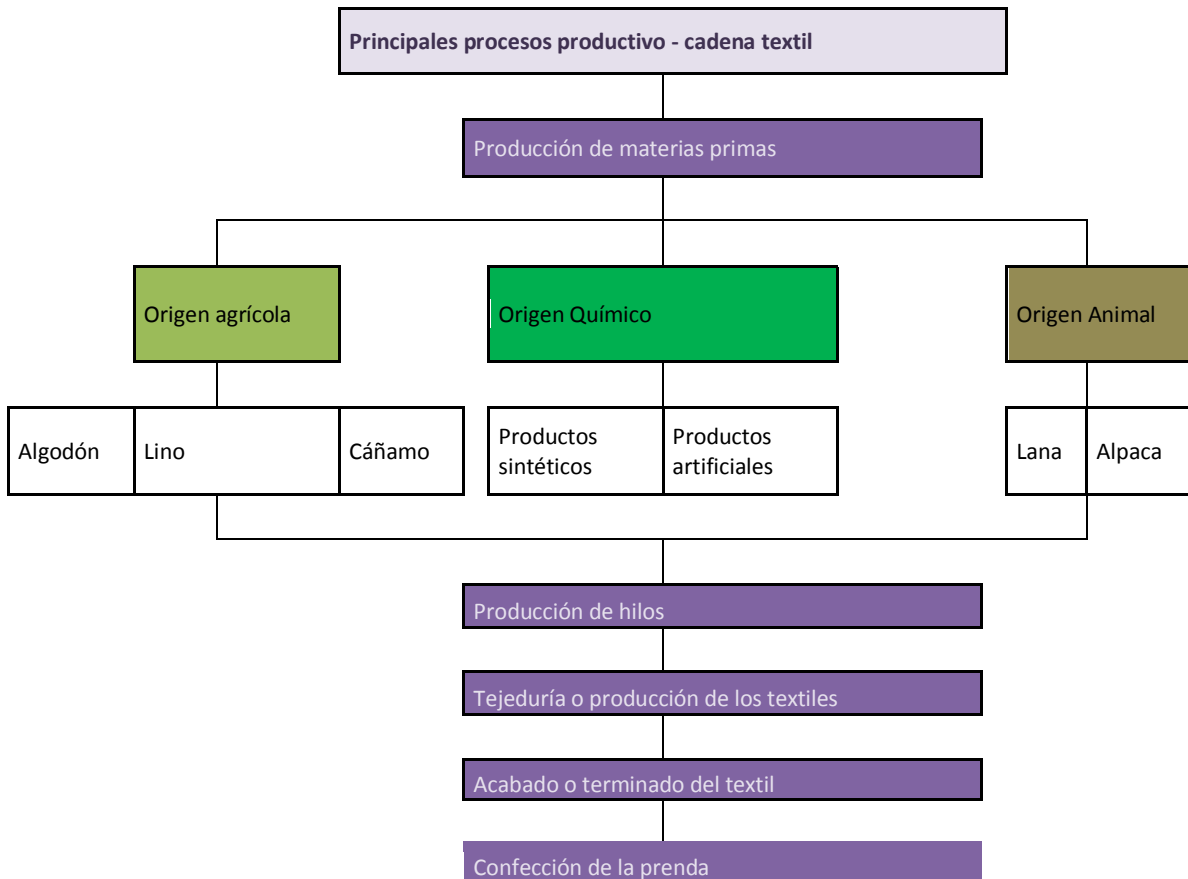 Principales procesos productivo - cadena textil
Producción de materias primas
Origen agrícola
Origen Químico
Origen Animal
Algodón
Lino
Cáñamo
Productos
sintéticos
Productos
artificiales
Lana
Alpaca
Producción de hilos
Tejeduría o producción de los textiles
Acabado o terminado del textil
Confección de la prenda